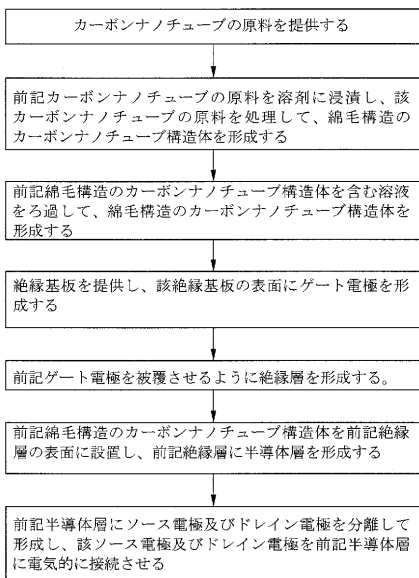 カーボンナノチューブの原料を提供する
前記カーボンナノチューブの原料を溶剤に浸漬し、該
カーボンナノチューブの原料を処理して、綿毛構造の
カーボンナノチューブ構造体を形成する
前記綿毛構造のカーボンナノチューブ構造体を含む溶液
をろ過して、綿毛構造のカーボンナノチューブ構造体を
形成する
絶縁基板を提供し、該絶縁基板の表面にゲート電極を
形成する
前記ゲート電極を被覆させるように絶縁層を形成する。
前記綿毛構造のカーボンナノチューブ構造体を前記絶縁
層の表面に設置し、前記絶縁層に半導体層を形成する
前記半導体層にソース電極及びドレイン電極を分離して
形成し、該ソース電極及びドレイン電極を前記半導体層
に電気的に接続させる